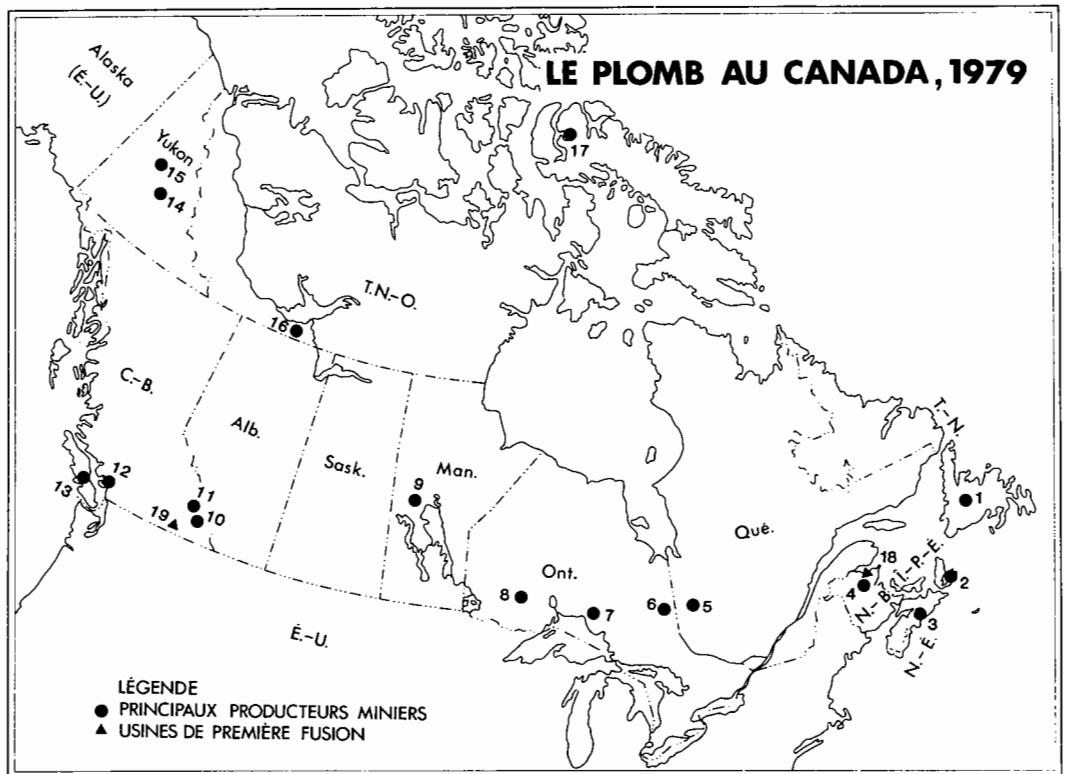 LE PLOMB AU CANADA, 1979
Alaska
(É.-U.)
Yukon
15
14
17
T.N.-O.
16
C.-B.
Alb.
Sask.
Man.
9
13
12
11
10
19
Ont.
8
7
6
5
Qué.
T.-N.
1
18
4
N.-B.
Î.-P.-É.
2
3
N.-É.
É.-U.
LÉGENDE
● PRINCIPAUX PRODUCTEURS MINIERS
▲ USINES DE PREMIÈRE FUSION